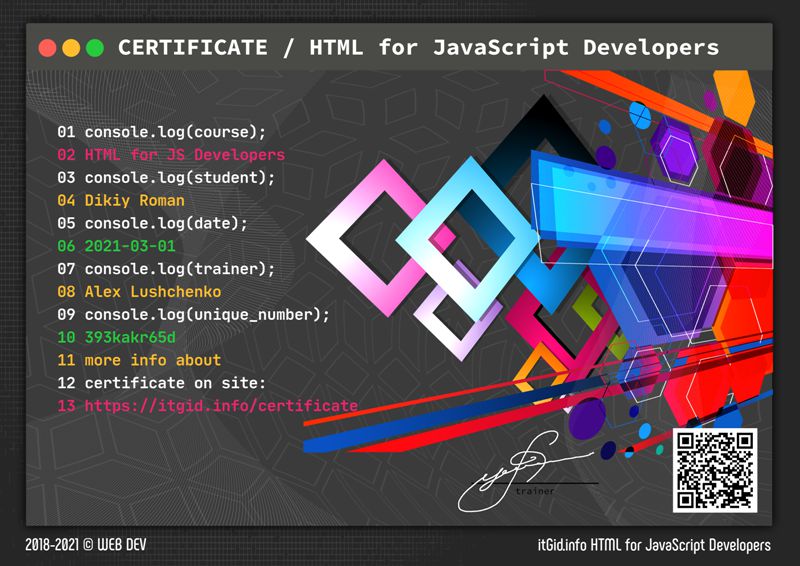 CERTIFICATE / HTML for JavaScript Developers
01 console.log(course);
02 HTML for JS Developers
03 console.log(student);
04 Dikiy Roman
05 console.log(date);
06 2021-03-01
07 console.log(trainer);
08 Alex Lushchenko
09 console.log(unique_number);
10 393kakr65d
11 more info about
12 certificate on site:
13 https://itgid.info/certificate
trainer
2018-2021 © WEB DEV
itGid.info HTML for JavaScript Developers